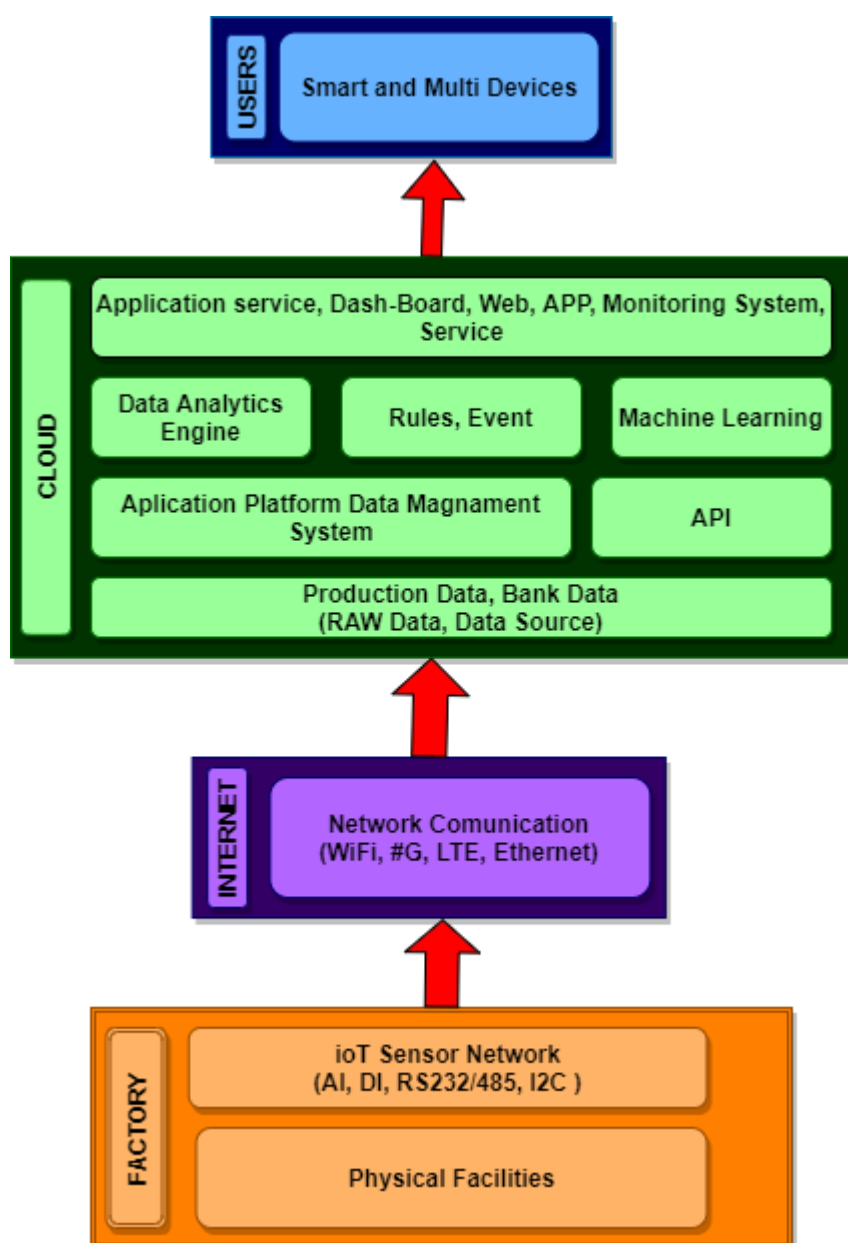 USERS
Smart and Multi Devices
CLOUD
Application service, Dash-Board, Web, APP, Monitoring System,
Service
Data Analytics
Engine
Rules, Event
Machine Learning
Aplication Platform Data Magnament
System
API
Production Data, Bank Data
(RAW Data, Data Source)
INTERNET
Network Comunication
(WiFi, #G, LTE, Ethernet)
FACTORY
ioT Sensor Network
(AI, DI, RS232/485, I2C )
Physical Facilities